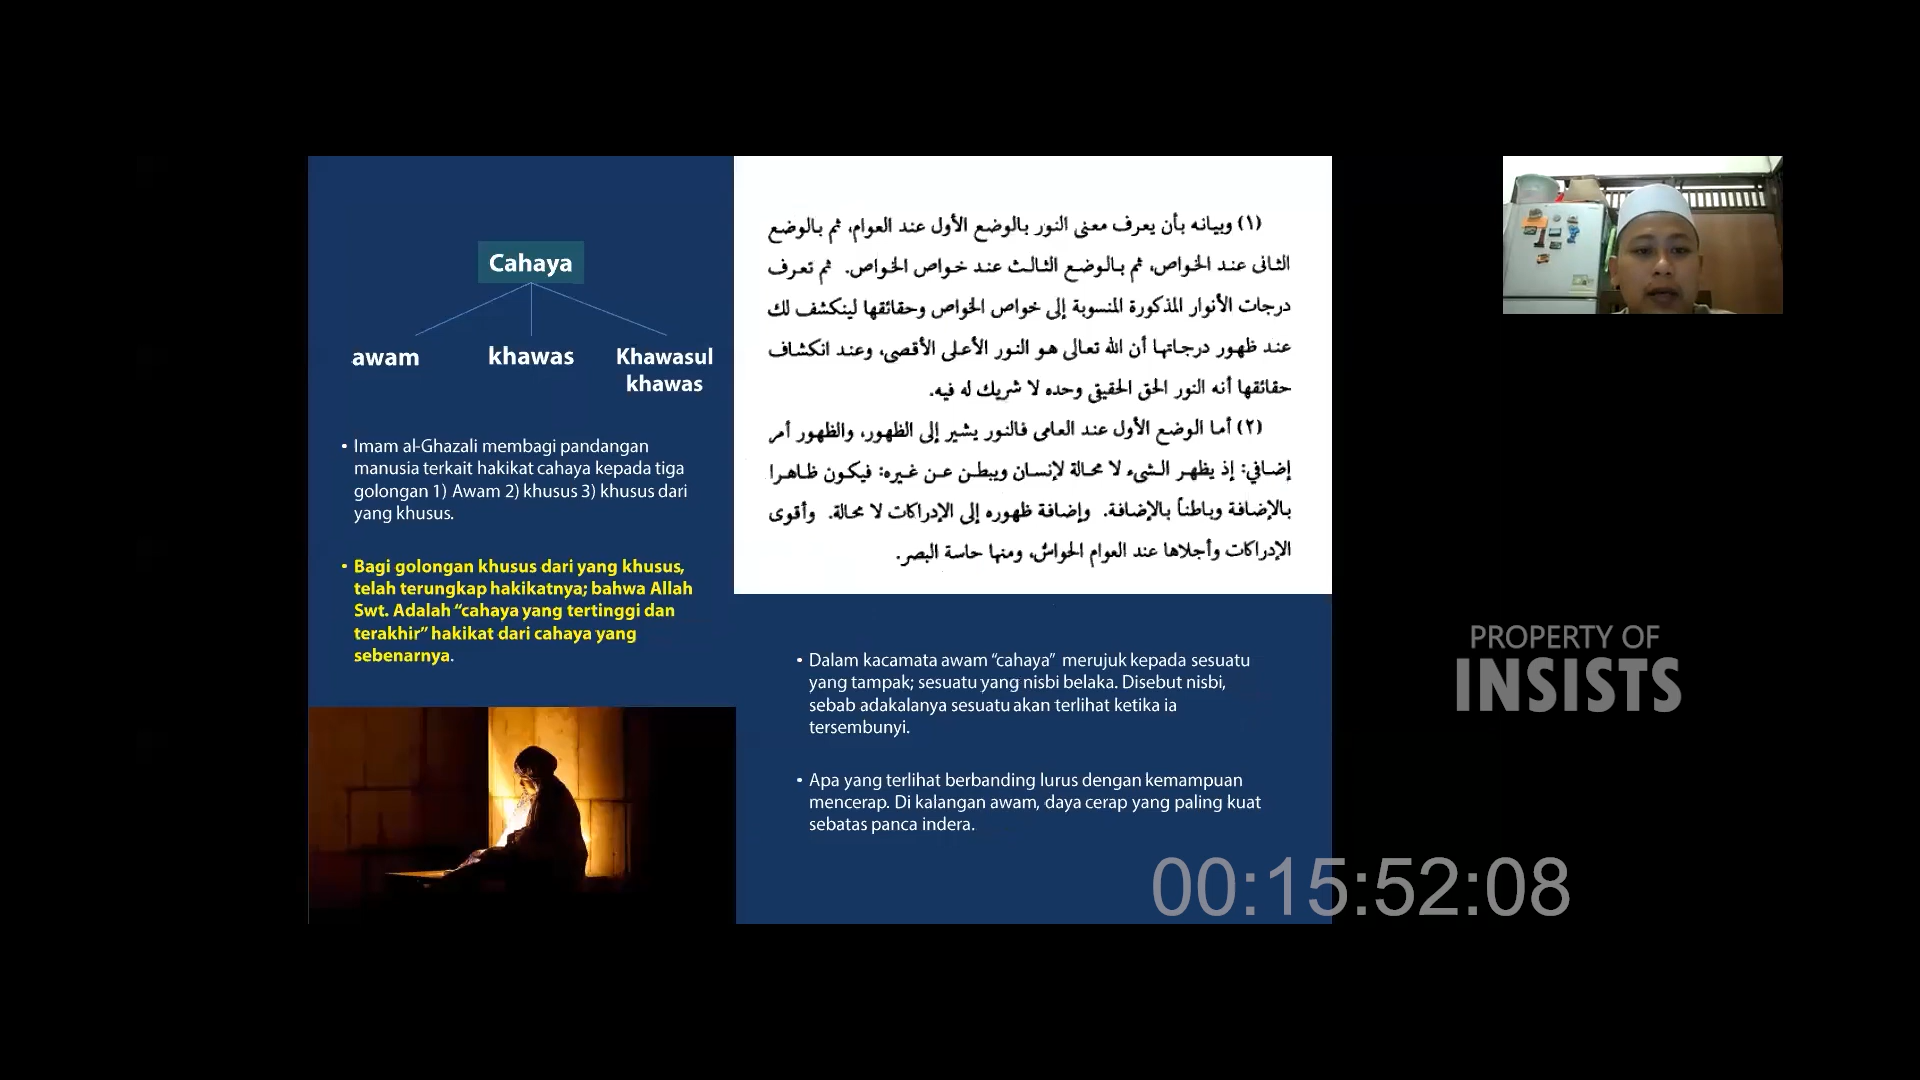 Cahaya
awam
khawas
Khawasul
khawas
• Imam al-Ghazali membagi pandangan
manusia terkait hakikat cahaya kepada tiga
golongan 1) Awam 2) khusus 3) khusus dari
yang khusus.
• Bagi golongan khusus dari yang khusus,
telah terungkap hakikatnya; bahwa Allah
Swt. Adalah “cahaya yang tertinggi dan
terakhir” hakikat dari cahaya yang
sebenarnya.
(١) وبيانه بأن يعرف معنى النور بالوضع الأول عند العوام، ثم بالوضع
الثانى عند الخواص، ثم بالوضع الثالث عند خواص الخواص. ثم تعرف
درجات الأنوار المذكورة المنسوبة إلى خواص الخواص وحقائقها لينكشف لك
عند ظهور درجاتها أن الله تعالى هو النور الأعلى الأقصى، وعند انكشاف
حقائقها أنه النور الحق الحقيقى وحده لا شريك له فيه.
(٢) أما الوضع الأول عند العامى فالنور يشير إلى الظهور، والظهور أمر
إضافي: إذ يظهر الشىء لا محالة لإنسان ويبطن عن غيره: فيكون ظاهرا
بالإضافة وباطناً بالإضافة. وإضافة ظهوره إلى الإدراكات لا محالة. وأقوى
الإدراكات وأجلاها عند العوام الحواسُ، ومنها حاسة البصر.
• Dalam kacamata awam “cahaya” merujuk kepada sesuatu
yang tampak; sesuatu yang nisbi belaka. Disebut nisbi,
sebab adakalanya sesuatu akan terlihat ketika ia
tersembunyi.
• Apa yang terlihat berbanding lurus dengan kemampuan
mencerap. Di kalangan awam, daya cerap yang paling kuat
sebatas panca indera.
PROPERTY OF
INSISTS
00:15:52:08